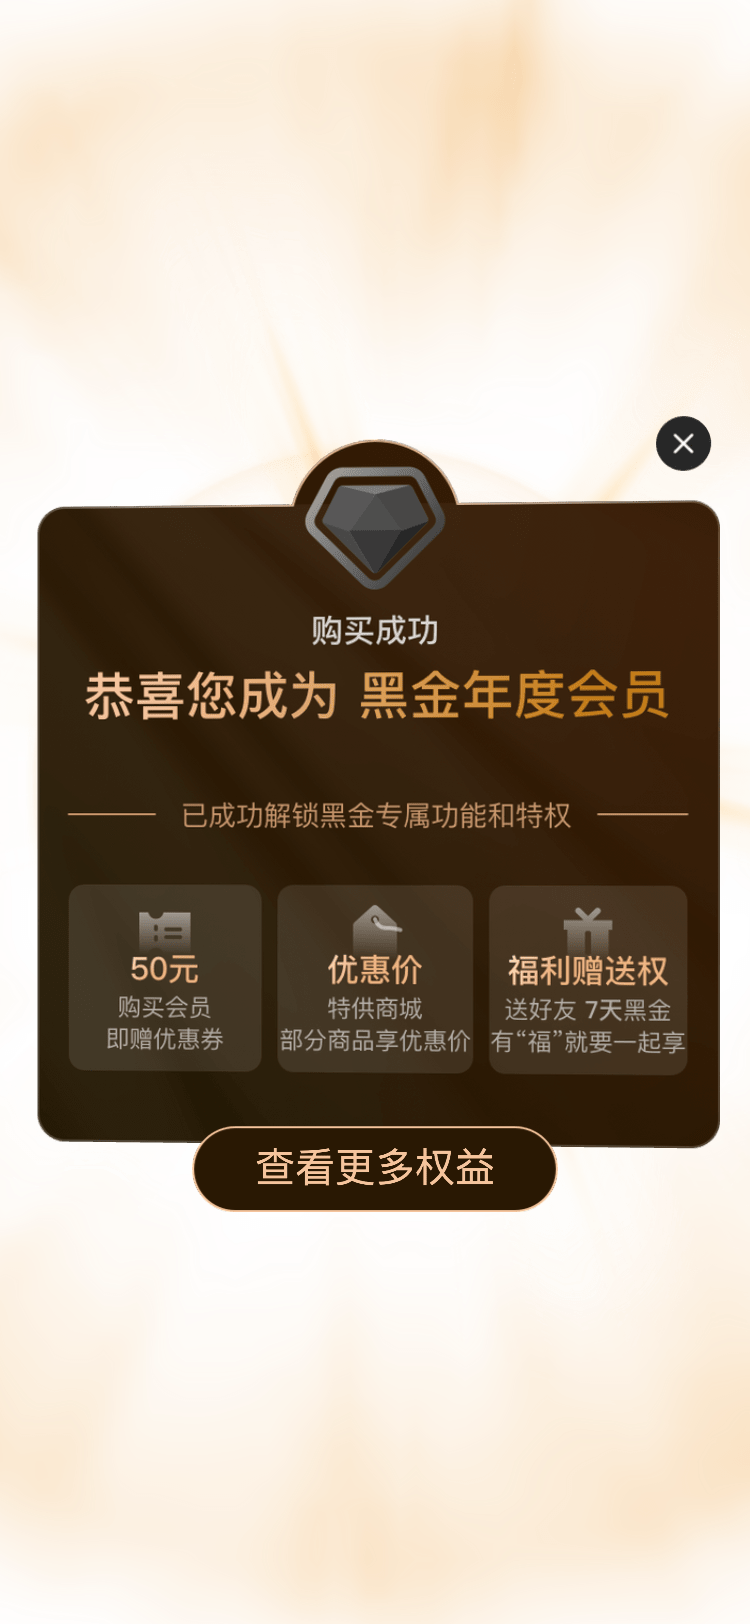 购买成功
恭喜您成为 黑金年度会员
已成功解锁黑金专属功能和特权
50元
购买会员
即赠优惠券
优惠价
特供商城
部分商品享优惠价
福利赠送权
送好友 7天黑金
有“福”就要一起享
查看更多权益